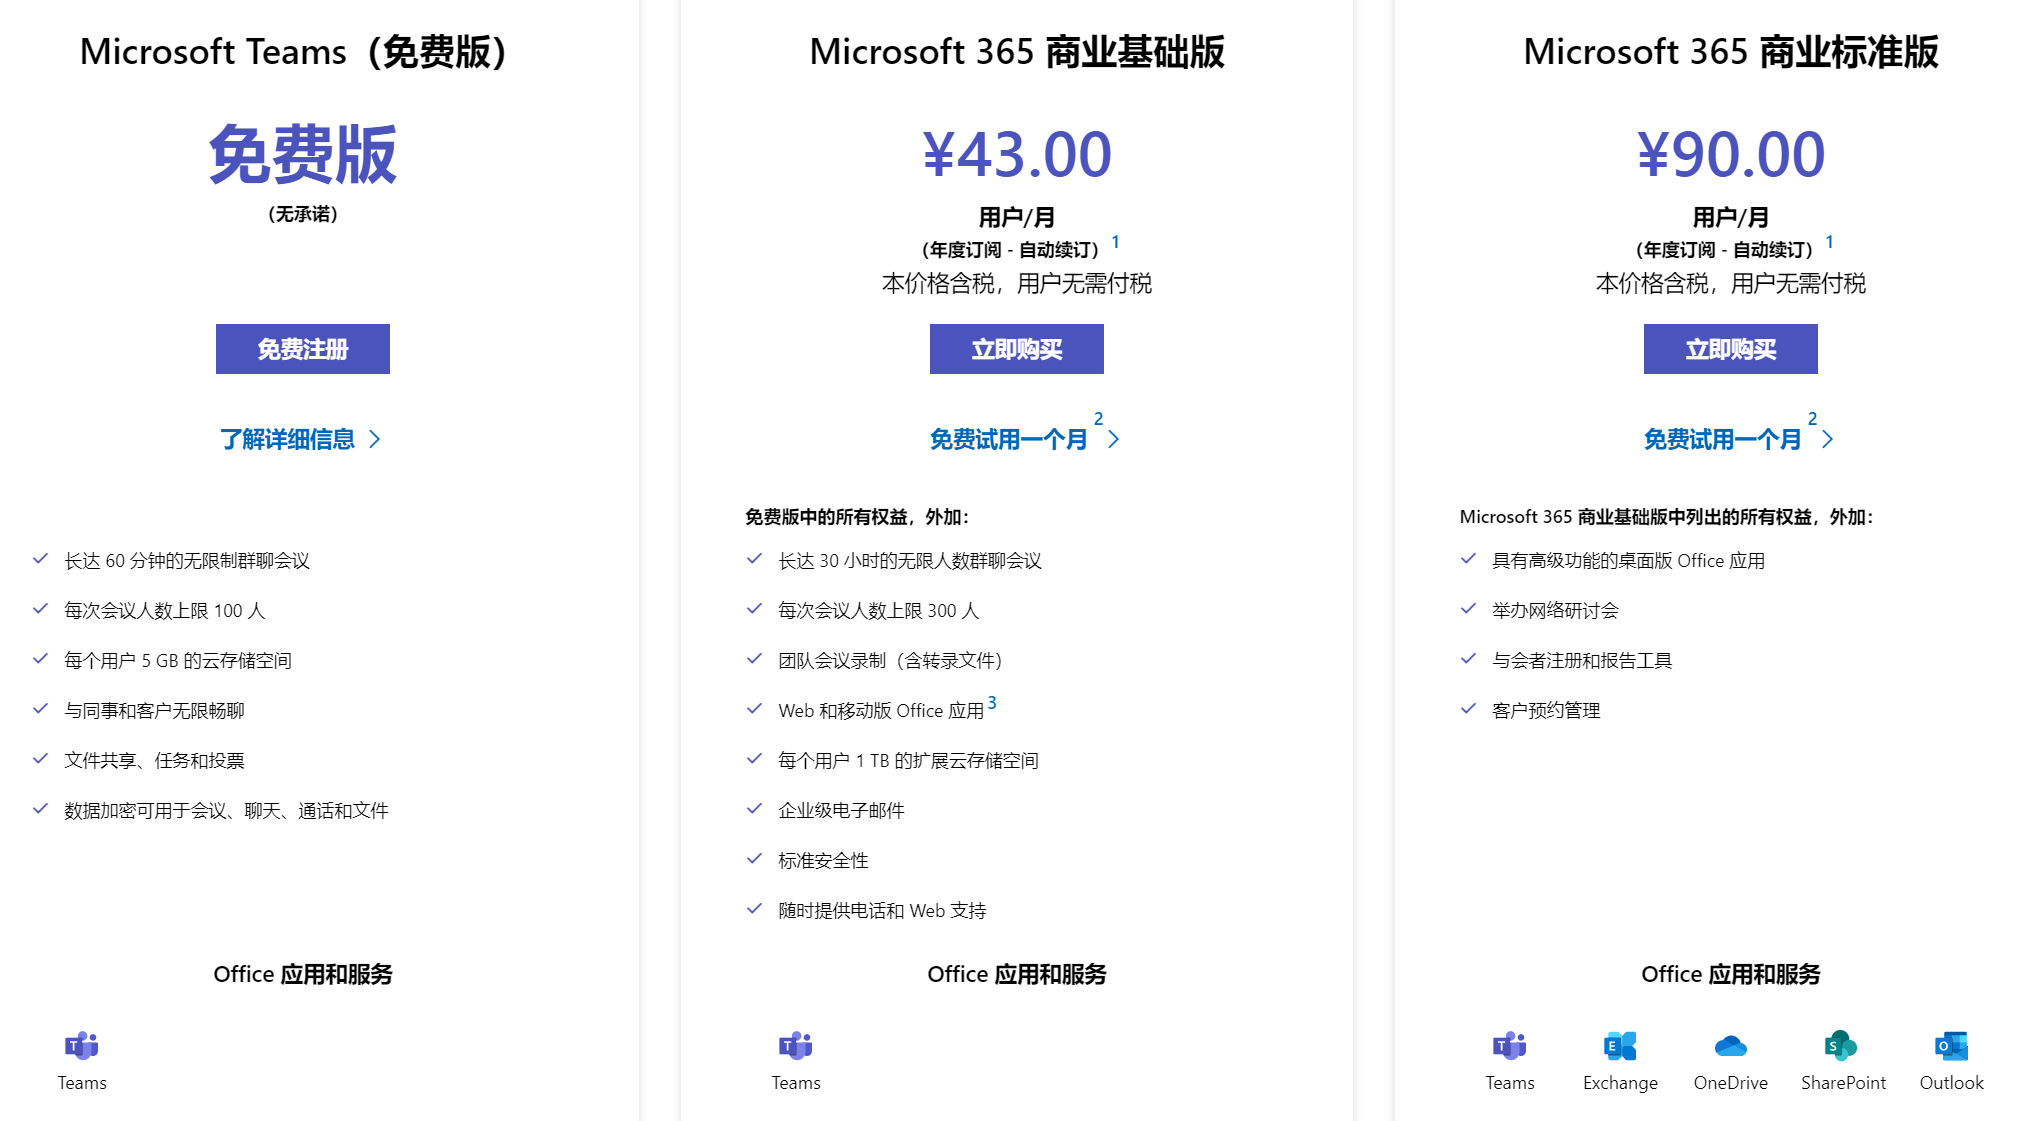 Microsoft Teams（免费版）
免费版
（无承诺）
免费注册
了解详细信息
长达 60 分钟的无限制群聊会议
每次会议人数上限 100 人
每个用户 5 GB 的云存储空间
与同事和客户无限畅聊
文件共享、任务和投票
数据加密可用于会议、聊天、通话和文件
Office 应用和服务
T
Teams
Microsoft 365 商业基础版
¥43.00
用户/月
（年度订阅 - 自动续订）1
本价格含税，用户无需付税
立即购买
免费试用一个月2
免费版中的所有权益，外加：
长达 30 小时的无限人数群聊会议
每次会议人数上限 300 人
团队会议录制（含转录文件）
Web 和移动版 Office 应用3
每个用户 1 TB 的扩展云存储空间
企业级电子邮件
标准安全性
随时提供电话和 Web 支持
Office 应用和服务
T
Teams
Microsoft 365 商业标准版
¥90.00
用户/月
（年度订阅 - 自动续订）1
本价格含税，用户无需付税
立即购买
免费试用一个月2
Microsoft 365 商业基础版中列出的所有权益，外加：
具有高级功能的桌面版 Office 应用
举办网络研讨会
与会者注册和报告工具
客户预约管理
Office 应用和服务
T E S O
Teams Exchange OneDrive SharePoint Outlook